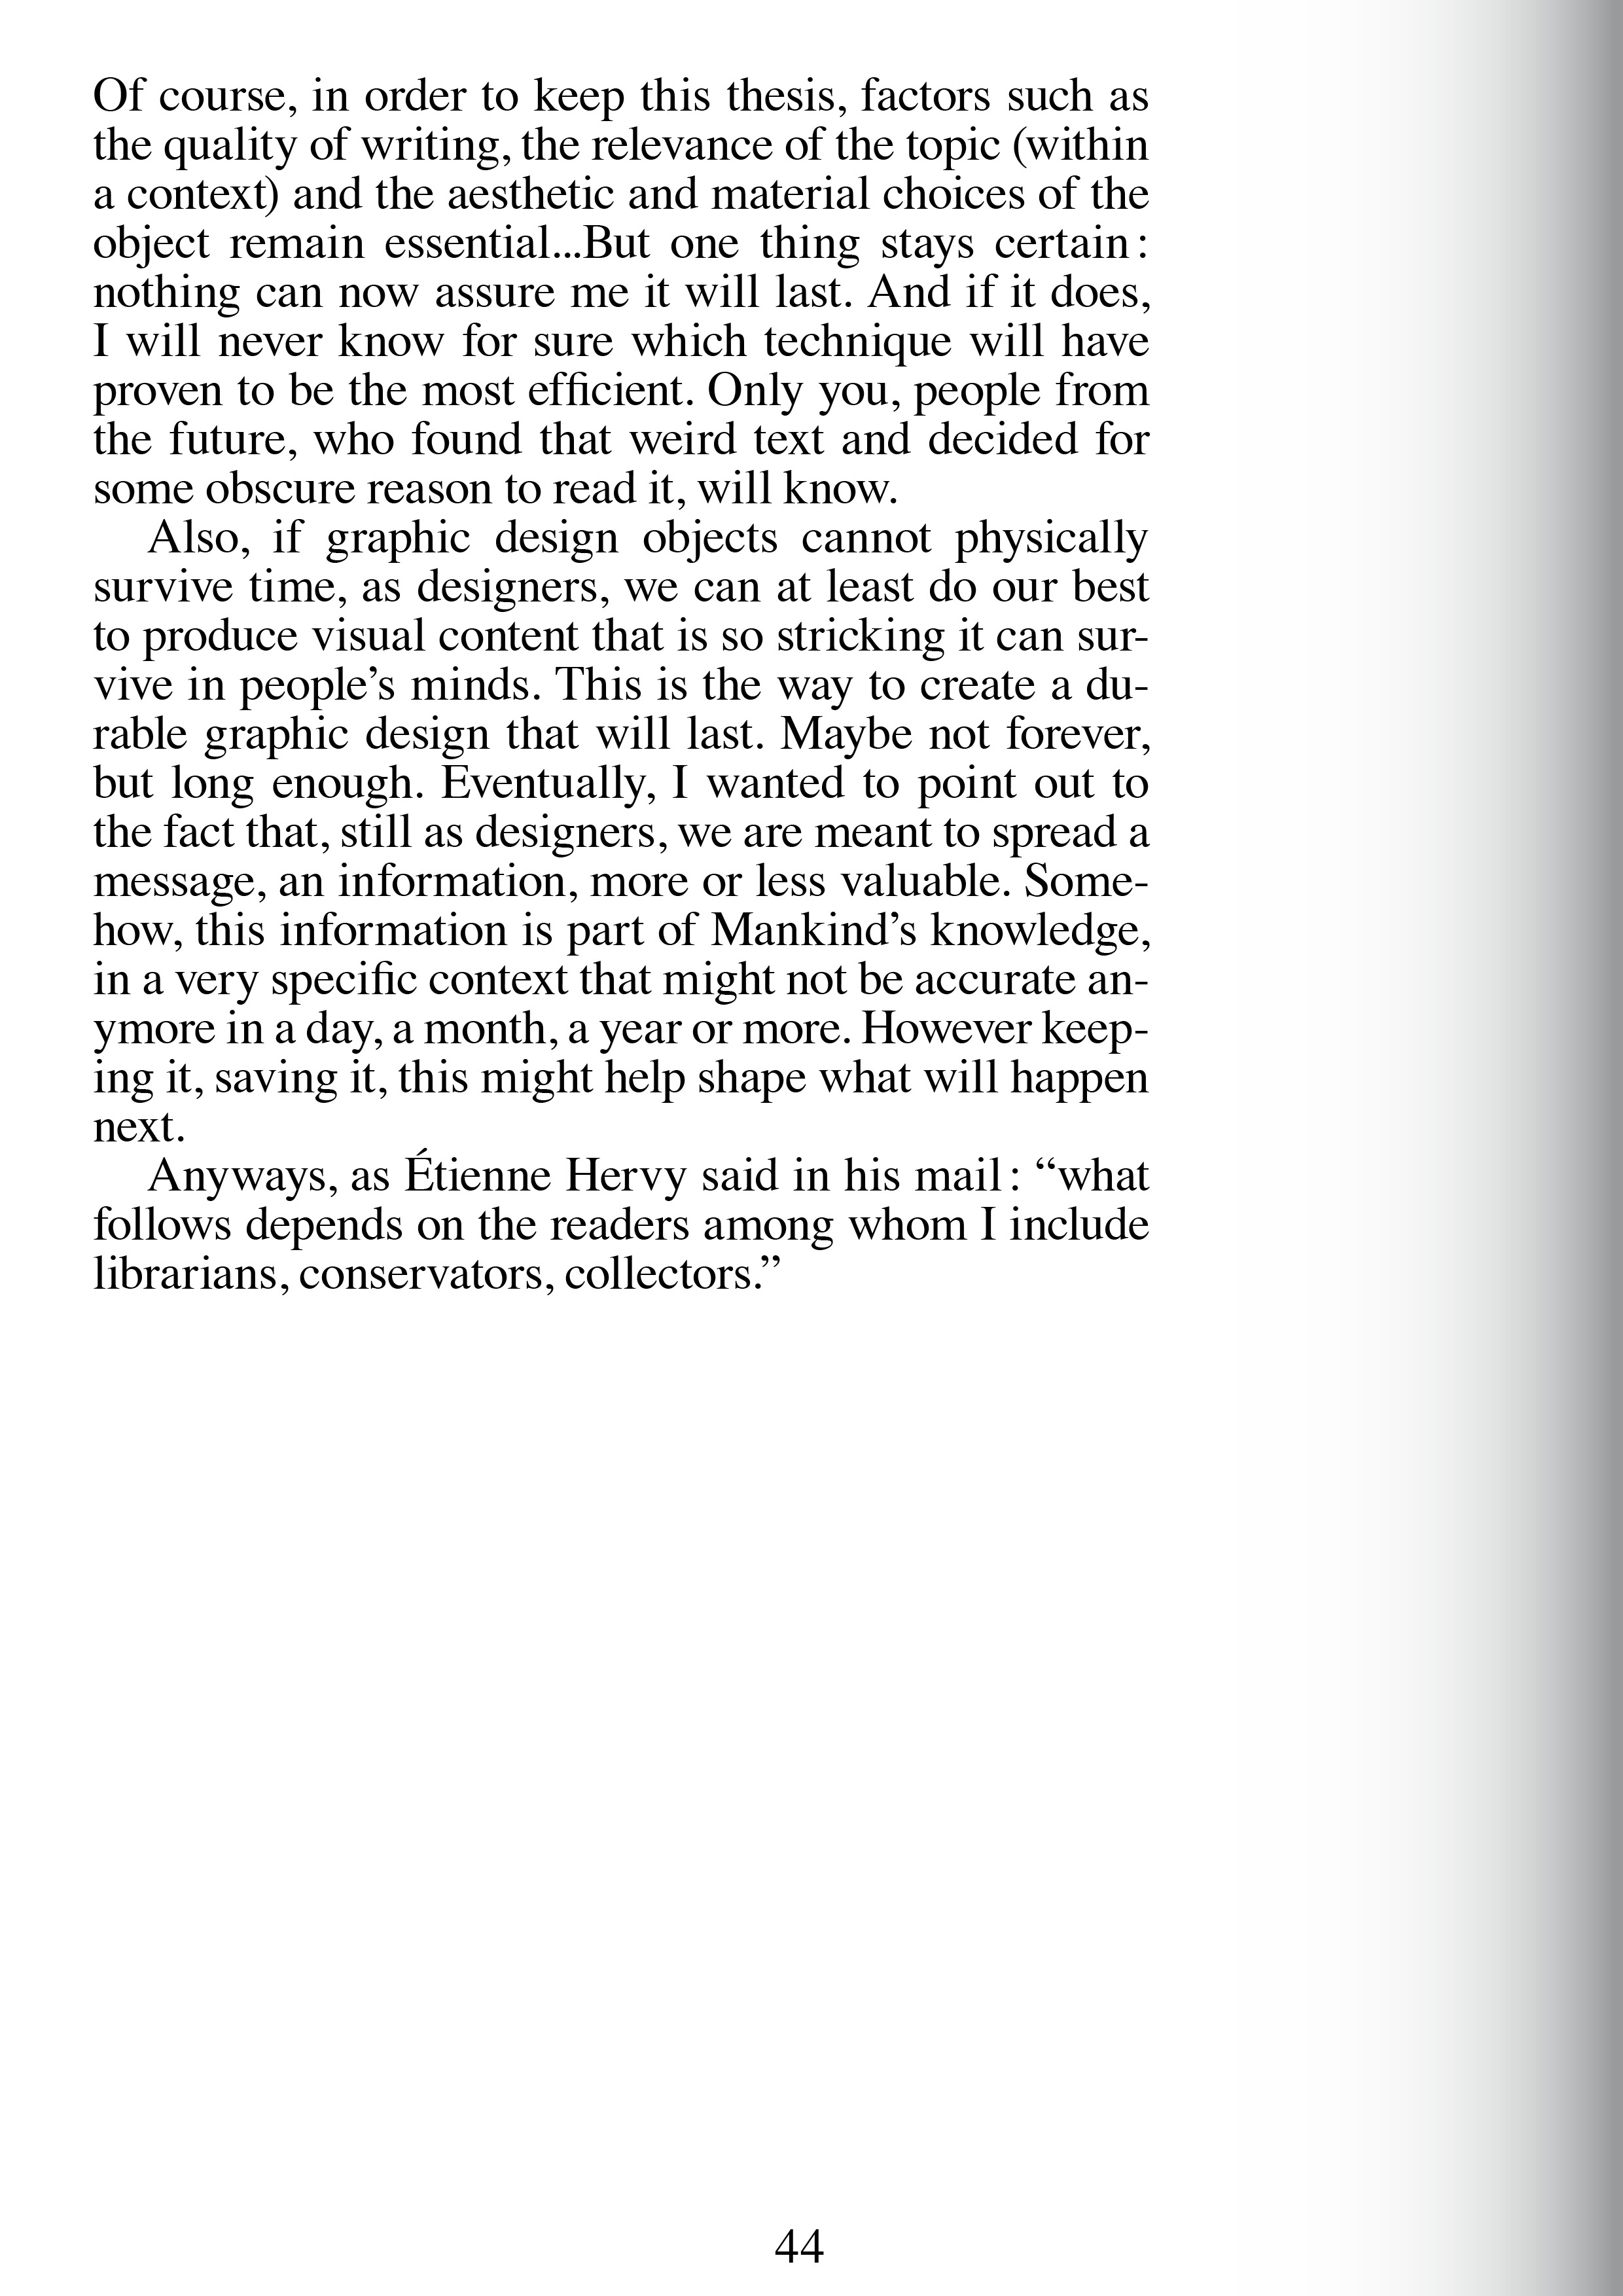 Of course, in order to keep this thesis, factors such as
the quality of writing, the relevance of the topic (within
a context) and the aesthetic and material choices of the
object remain essential...But one thing stays certain :
nothing can now assure me it will last. And if it does,
I will never know for sure which technique will have
proven to be the most efficient. Only you, people from
the future, who found that weird text and decided for
some obscure reason to read it, will know.
Also, if graphic design objects cannot physically
survive time, as designers, we can at least do our best
to produce visual content that is so stricking it can sur-
vive in people’s minds. This is the way to create a du-
rable graphic design that will last. Maybe not forever,
but long enough. Eventually, I wanted to point out to
the fact that, still as designers, we are meant to spread a
message, an information, more or less valuable. Some-
how, this information is part of Mankind’s knowledge,
in a very specific context that might not be accurate an-
ymore in a day, a month, a year or more. However keep-
ing it, saving it, this might help shape what will happen
next.
Anyways, as Étienne Hervy said in his mail : “what
follows depends on the readers among whom I include
librarians, conservators, collectors.”
44